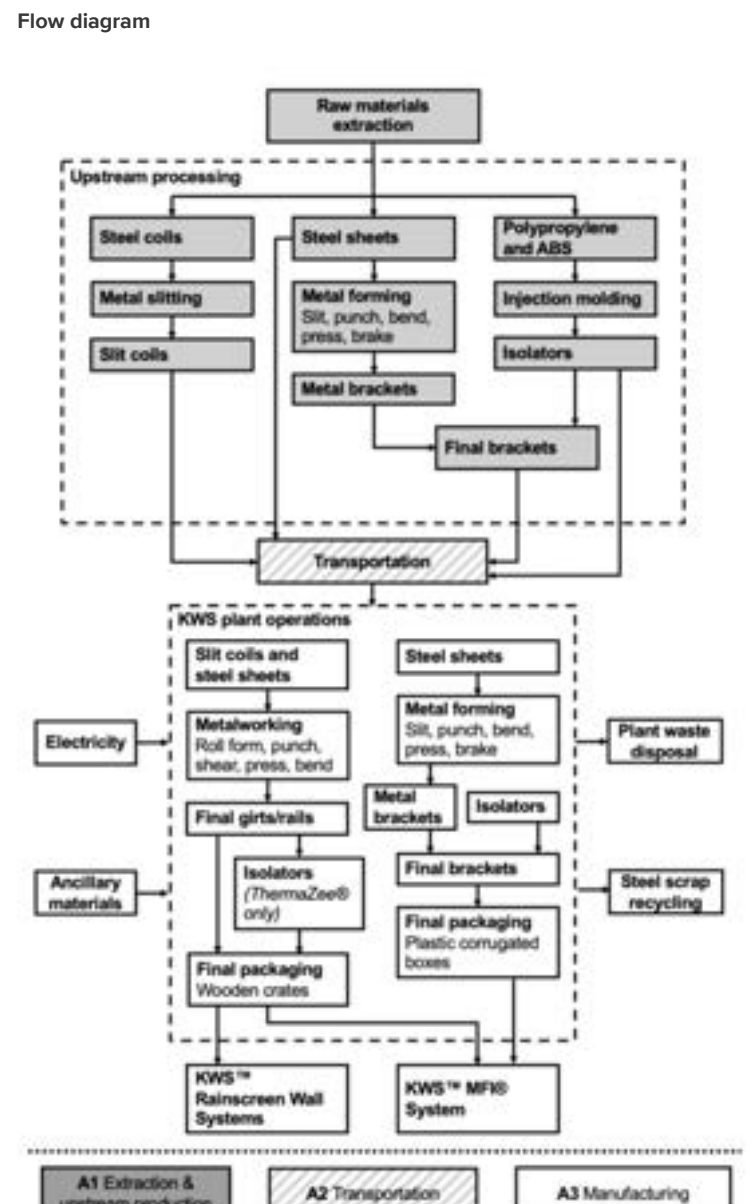 Flow diagram
Raw materials
extraction
Upstream processing
Steel coils
Steel sheets
Polypropylene
and ABS
Metal slitting
Metal forming
Slit, punch, bend,
press, brake
Injection molding
Slit coils
Isolators
Metal brackets
Final brackets
Transportation
KWS plant operations
Slit coils and
steel sheets
Steel sheets
Metalworking
Roll form, punch,
shear, press, bend
Metal forming
Slit, punch, bend,
press, brake
Electricity
Plant waste
disposal
Metal
brackets
Isolators
Final girts/rails
Isolators
(ThermaZee®
only)
Final brackets
Ancillary
materials
Steel scrap
recycling
Final packaging
Plastic corrugated
boxes
Final packaging
Wooden crates
KWS™
Rainscreen Wall
Systems
KWS™ MFI®
System
A1 Extraction &
upstream production
A2 Transportation
A3 Manufacturing